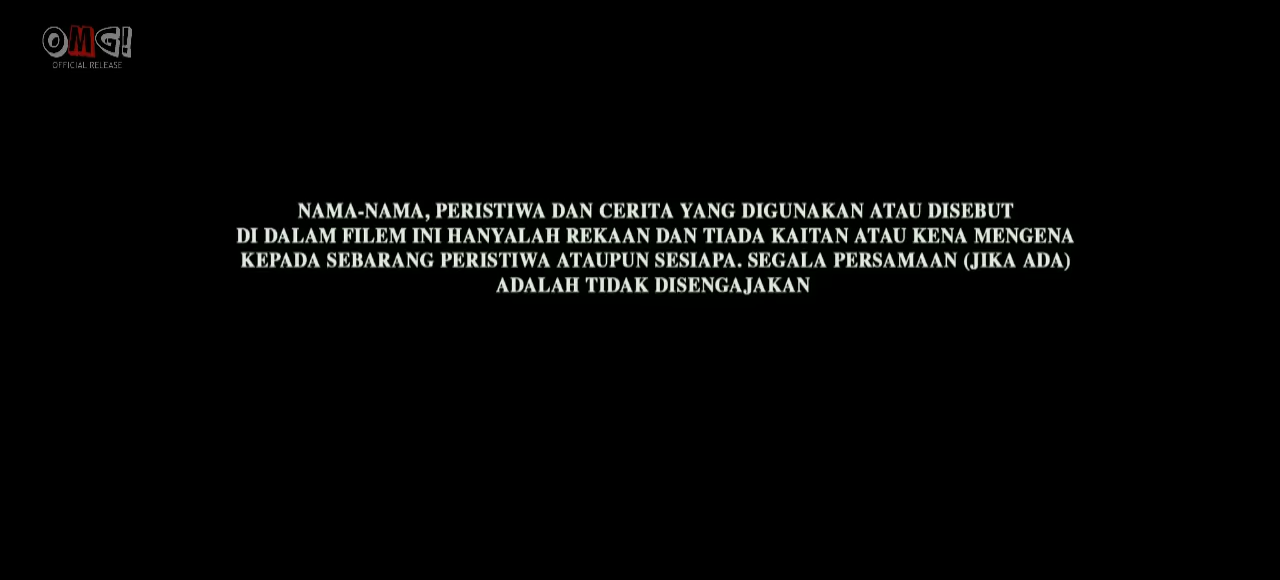 OMG!
OFFICIAL RELEASE
NAMA-NAMA, PERISTIWA DAN CERITA YANG DIGUNAKAN ATAU DISEBUT
DI DALAM FILEM INI HANYALAH REKAAN DAN TIADA KAITAN ATAU KENA MENGENA
KEPADA SEBARANG PERISTIWA ATAUPUN SESIAPA. SEGALA PERSAMAAN (JIKA ADA)
ADALAH TIDAK DISENGAJAKAN